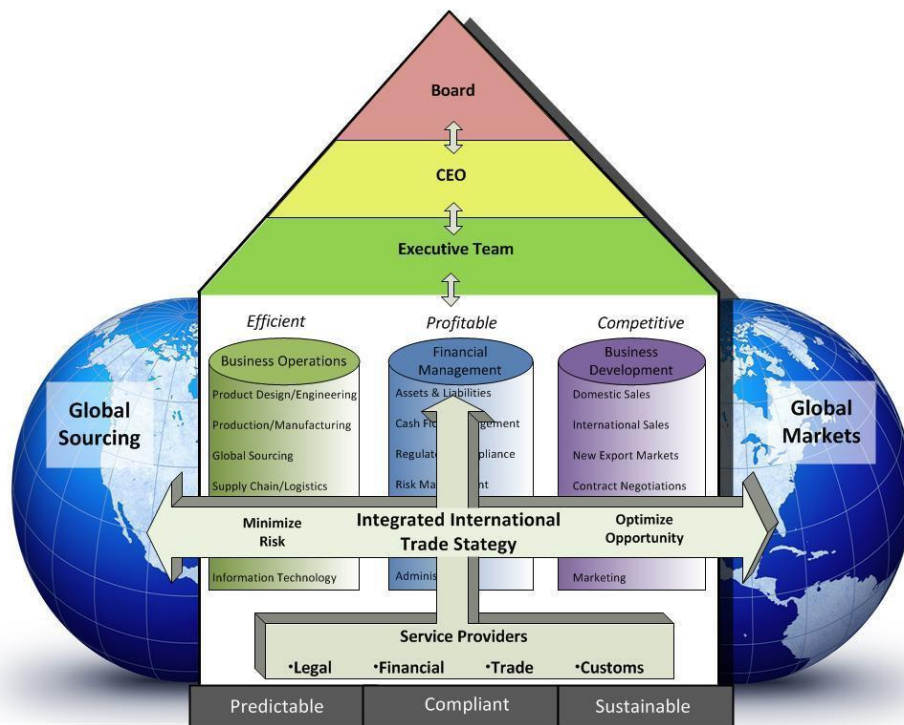 Board
CEO
Executive Team
Efficient
Profitable
Competitive
Business Operations
Financial
Management
Business
Development
Global
Sourcing
Global
Markets
Product Design/Engineering
Production/Manufacturing
Global Sourcing
Supply Chain/Logistics
Information Technology
Assets & Liabilities
Cash
Risk
Domestic Sales
International Sales
New Export Markets
Contract Negotiations
Marketing
Minimize
Risk
Integrated International
Trade Stategy
Optimize
Opportunity
Service Providers
•Legal •Financial •Trade •Customs
Predictable
Compliant
Sustainable